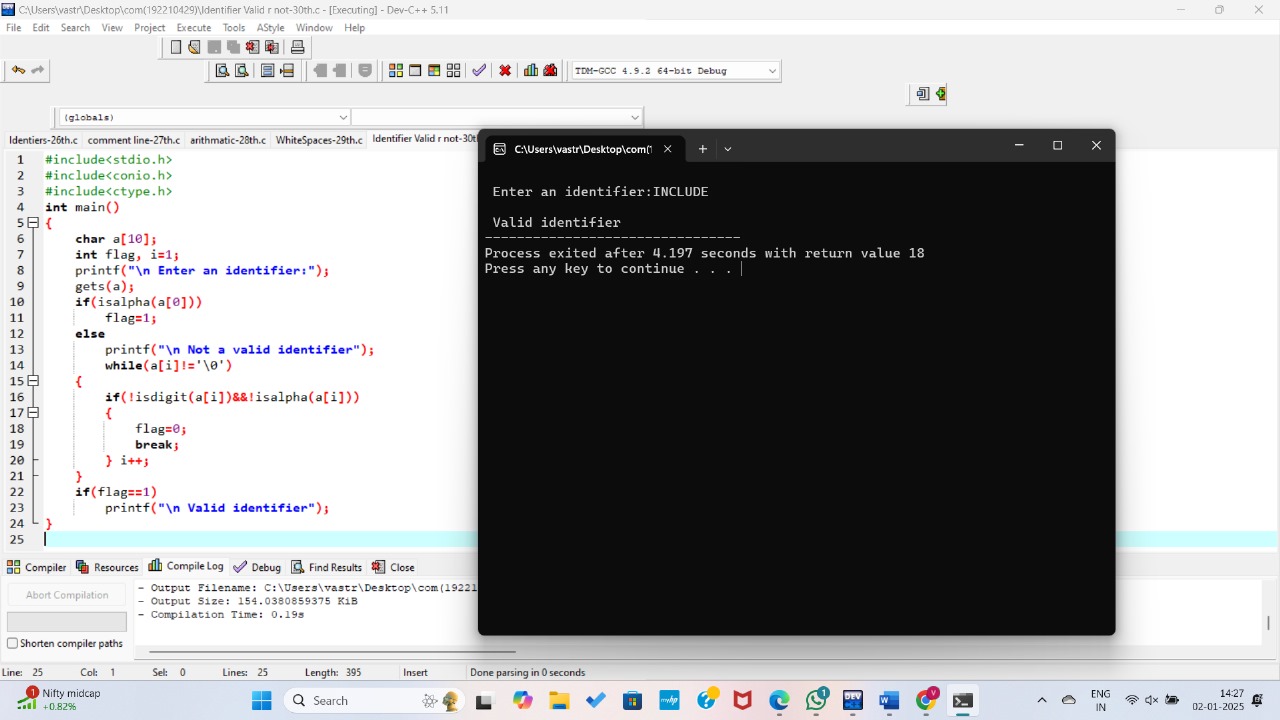 C:\Users\vastr\Desktop\com(192210429)\Identifier Valid r not-30th.c - [Executing] - Dev-C++ 5.11
File Edit Search View Project Execute Tools AStyle Window Help
TDM-GCC 4.9.2 64-bit Debug
(globals)
Identiers-26th.c comment line-27th.c arithmatic-28th.c WhiteSpaces-29th.c Identifier Valid r not-30th
1 #include<stdio.h>
2 #include<conio.h>
3 #include<ctype.h>
4 int main()
5 {
6 char a[10];
7 int flag, i=1;
8 printf("\n Enter an identifier:");
9 gets(a);
10 if(isalpha(a[0]))
11 flag=1;
12 else
13 printf("\n Not a valid identifier");
14 while(a[i]!='\0')
15 {
16 if(!isdigit(a[i])&&!isalpha(a[i]))
17 {
18 flag=0;
19 break;
20 } i++;
21 }
22 if(flag==1)
23 printf("\n Valid identifier");
24 }
25
C:\Users\vastr\Desktop\com(1
Enter an identifier:INCLUDE
Valid identifier
--------------------------------
Process exited after 4.197 seconds with return value 18
Press any key to continue . . .
Compiler Resources Compile Log Debug Find Results Close
Abort Compilation
Shorten compiler paths
- Output Filename: C:\Users\vastr\Desktop\com(19221
- Output Size: 154.0380859375 KiB
- Compilation Time: 0.19s
Line: 25 Col: 1 Sel: 0 Lines: 25 Length: 395 Insert Done parsing in 0 seconds
1 Nifty midcap
+0.82%
Search
1
ENG
IN
14:27
02-01-2025